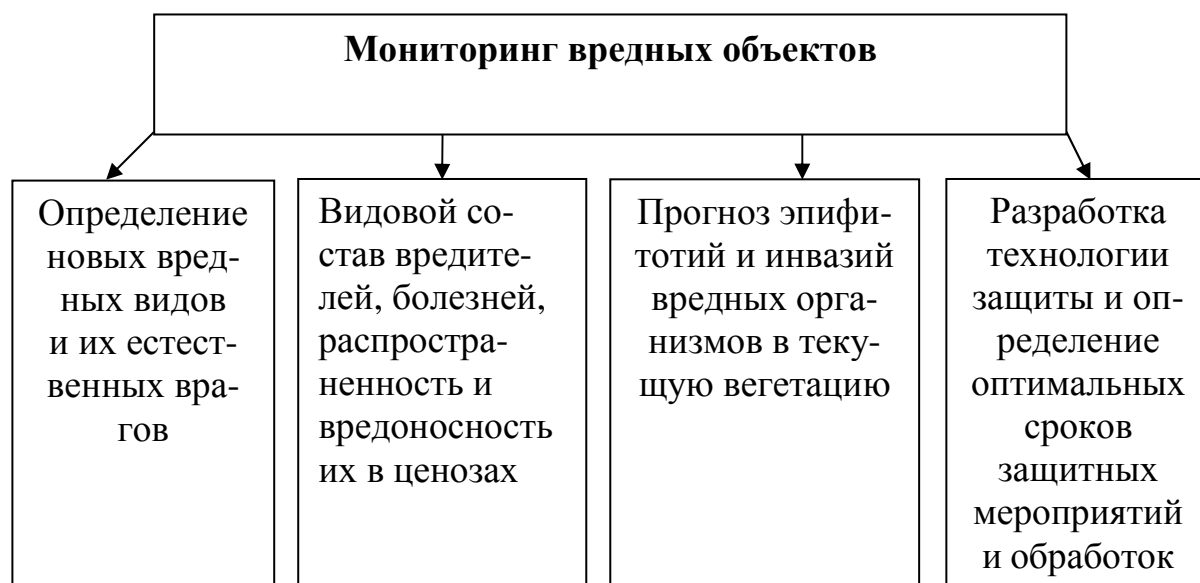 Мониторинг вредных объектов
Определение
новых вред-
ных видов
и их естест-
венных вра-
гов
Видовой со-
став вредите-
лей, болезней,
распростра-
ненность и
вредоносность
их в ценозах
Прогноз эпифи-
тотий и инвазий
вредных орга-
низмов в теку-
щую вегетацию
Разработка
технологии
защиты и оп-
ределение
оптимальных
сроков
защитных
мероприятий
и обработок